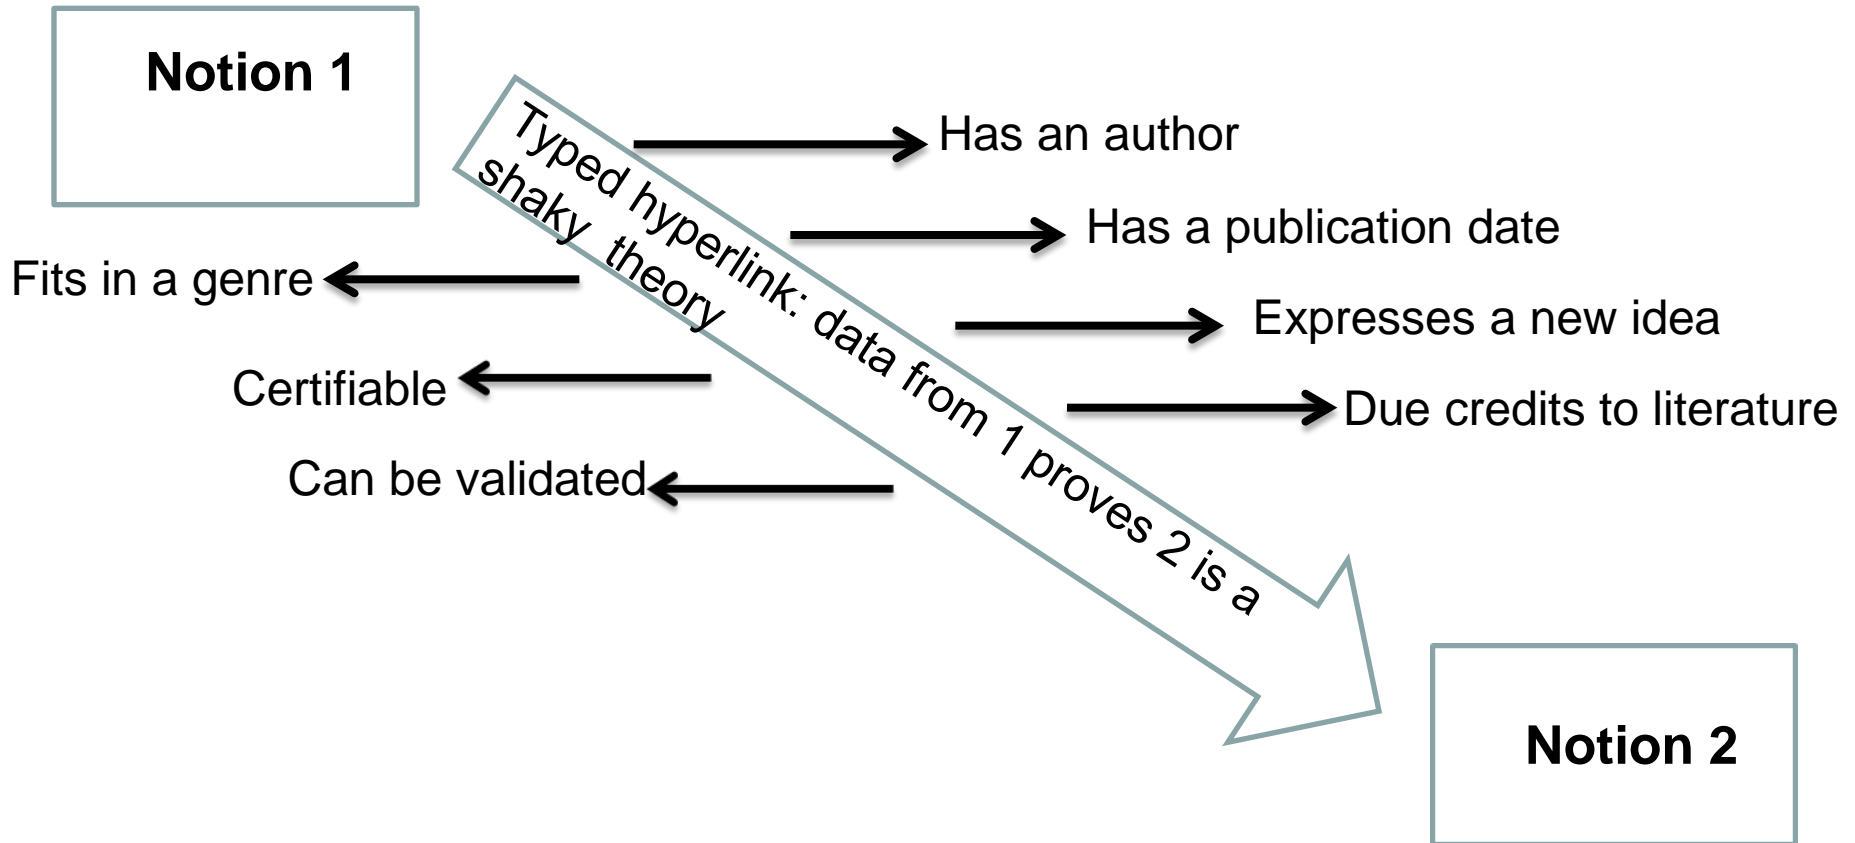 Notion 1
Typed hyperlink: data from 1 proves 2 is a
shaky theory
Has an author
Has a publication date
Fits in a genre
Expresses a new idea
Certifiable
Due credits to literature
Can be validated
Notion 2